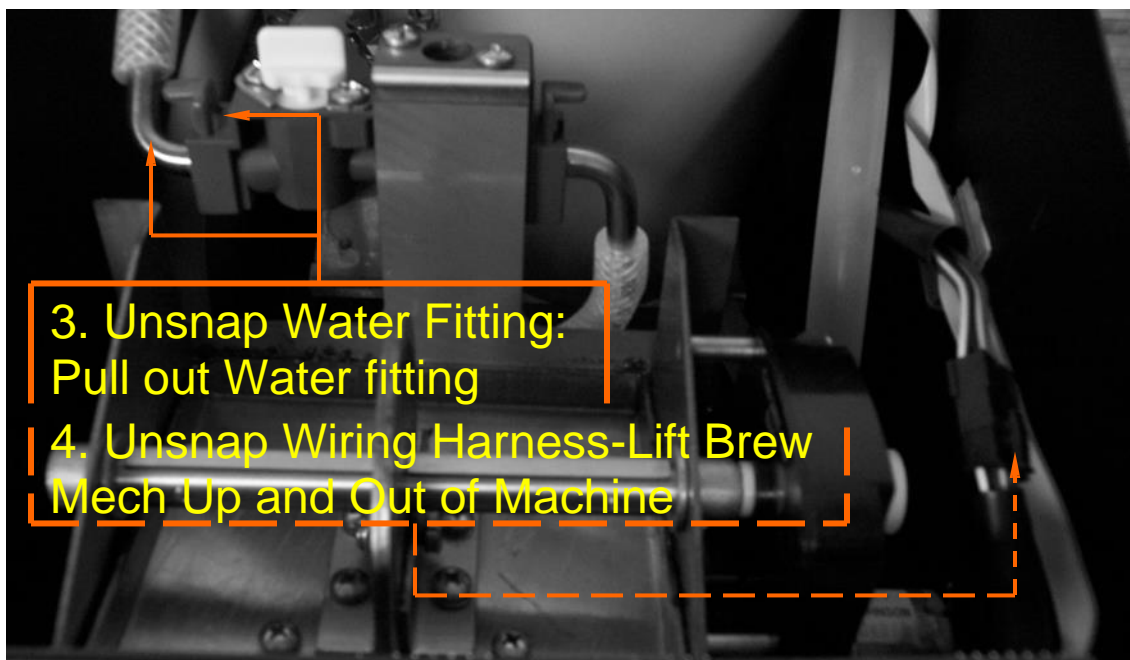 3. Unsnap Water Fitting:
Pull out Water fitting
4. Unsnap Wiring Harness-Lift Brew
Mech Up and Out of Machine